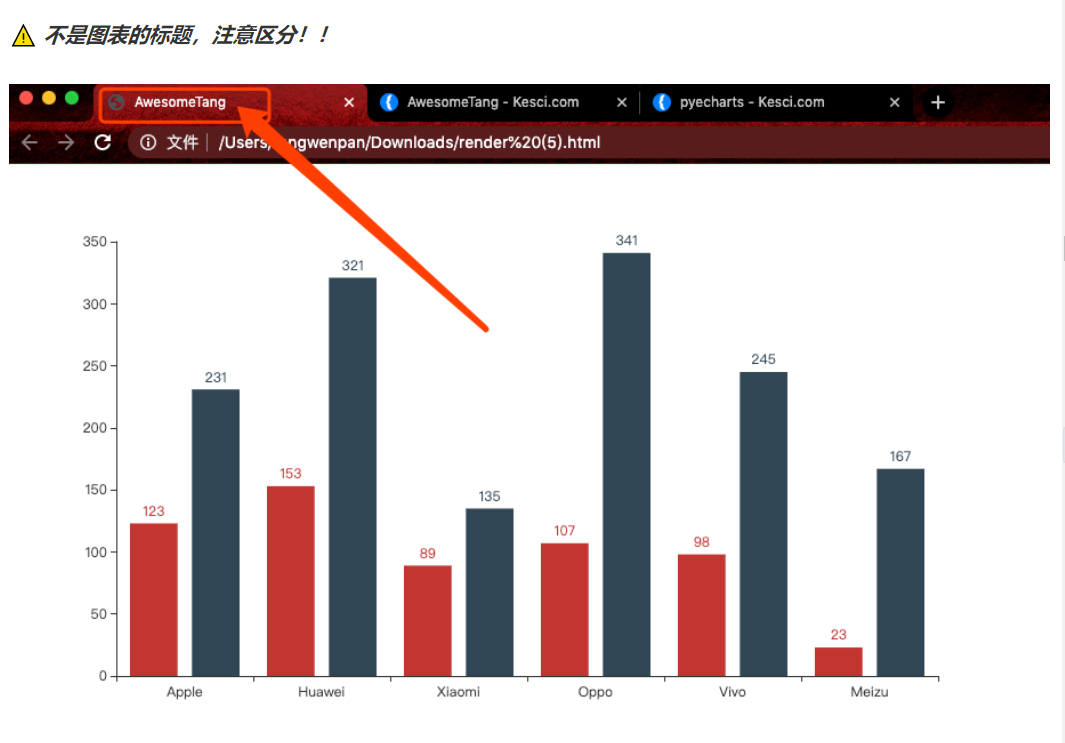 ⚠ 不是图表的标题，注意区分！！
AwesomeTang × AwesomeTang - Kesci.com × pyecharts - Kesci.com × +
文件 /Users/ ngwenpan/Downloads/render%20(5).html
350
300
250
200
150
100
50
0
123 231 153 321 89 135 107 341 98 245 23 167
Apple Huawei Xiaomi Oppo Vivo Meizu